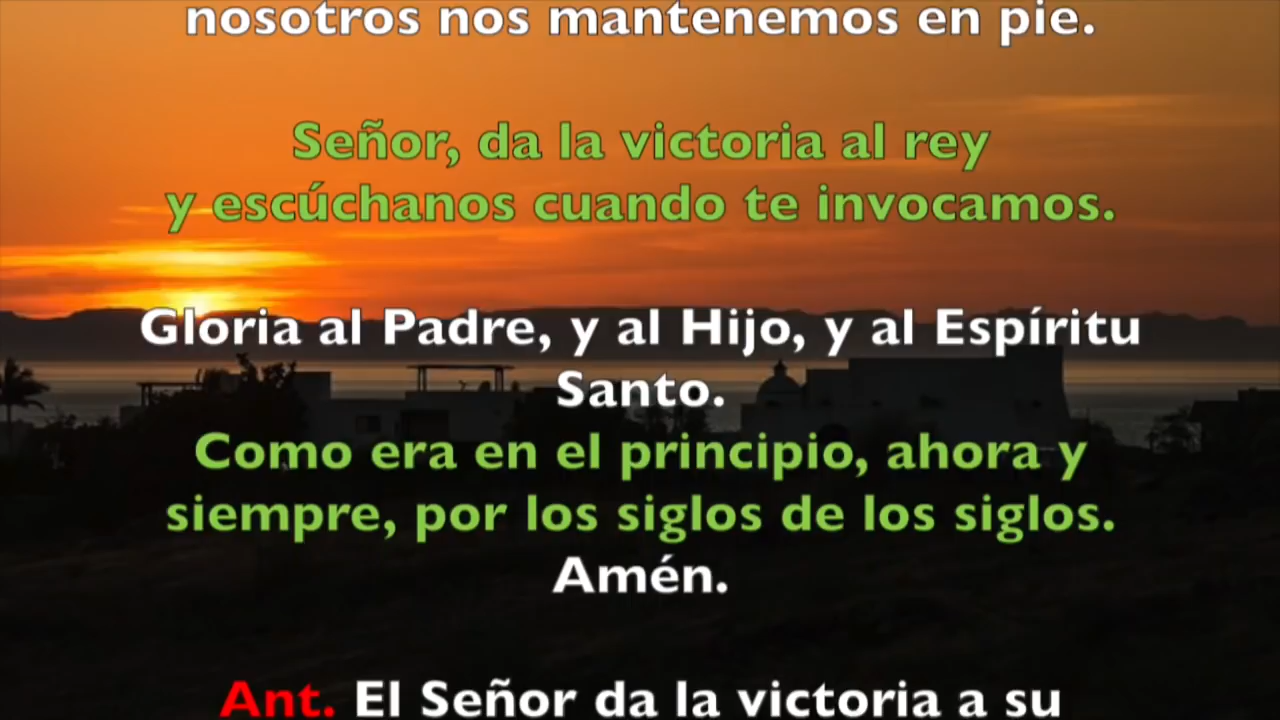 nosotros nos mantenemos en pie.
Señor, da la victoria al rey
y escúchanos cuando te invocamos.
Gloria al Padre, y al Hijo, y al Espíritu
Santo.
Como era en el principio, ahora y
siempre, por los siglos de los siglos.
Amén.
Ant. El Señor da la victoria a su